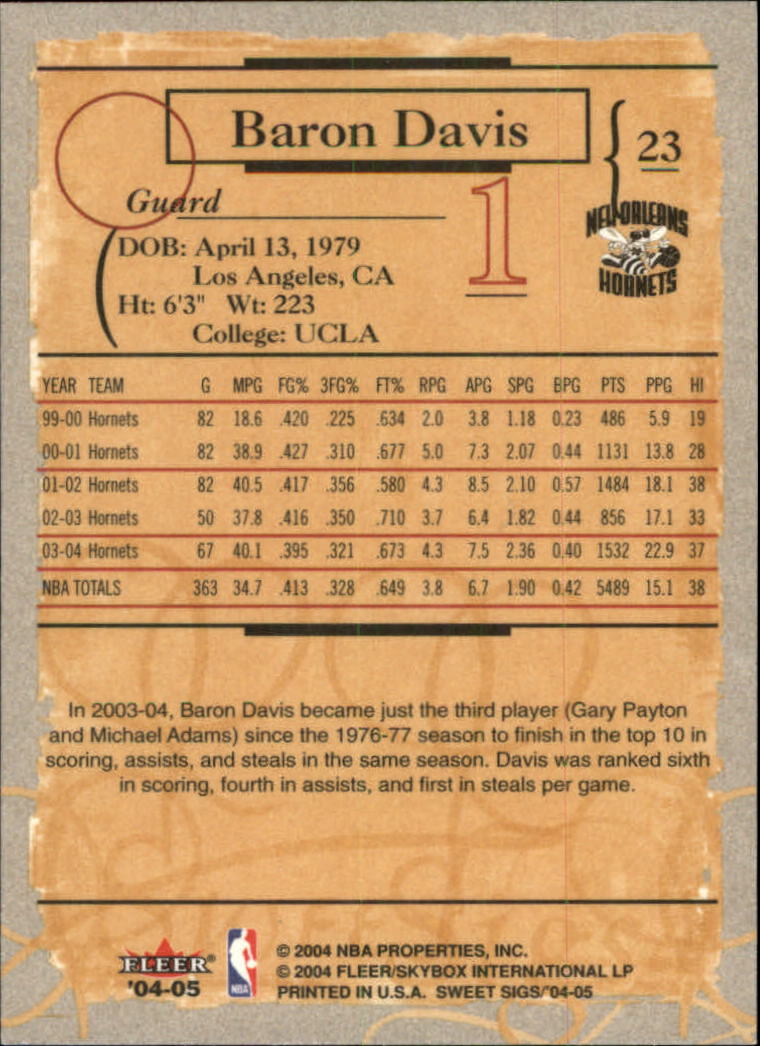 Baron Davis
23
Guard
1
NEW ORLEANS
HORNETS
DOB: April 13, 1979
Los Angeles, CA
Ht: 6'3" Wt: 223
College: UCLA
YEAR TEAM G MPG FG% 3FG% FT% RPG APG SPG BPG PTS PPG HI
99-00 Hornets 82 18.6 .420 .225 .634 2.0 3.8 1.18 0.23 486 5.9 19
00-01 Hornets 82 38.9 .427 .310 .677 5.0 7.3 2.07 0.44 1131 13.8 28
01-02 Hornets 82 40.5 .417 .356 .580 4.3 8.5 2.10 0.57 1484 18.1 38
02-03 Hornets 50 37.8 .416 .350 .710 3.7 6.4 1.82 0.44 856 17.1 33
03-04 Hornets 67 40.1 .395 .321 .673 4.3 7.5 2.36 0.40 1532 22.9 37
NBA TOTALS 363 34.7 .413 .328 .649 3.8 6.7 1.90 0.42 5489 15.1 38
In 2003-04, Baron Davis became just the third player (Gary Payton
and Michael Adams) since the 1976-77 season to finish in the top 10 in
scoring, assists, and steals in the same season. Davis was ranked sixth
in scoring, fourth in assists, and first in steals per game.
FLEER®
'04-05
NBA
© 2004 NBA PROPERTIES, INC.
© 2004 FLEER/SKYBOX INTERNATIONAL LP
PRINTED IN U.S.A. SWEET SIGS/'04-05